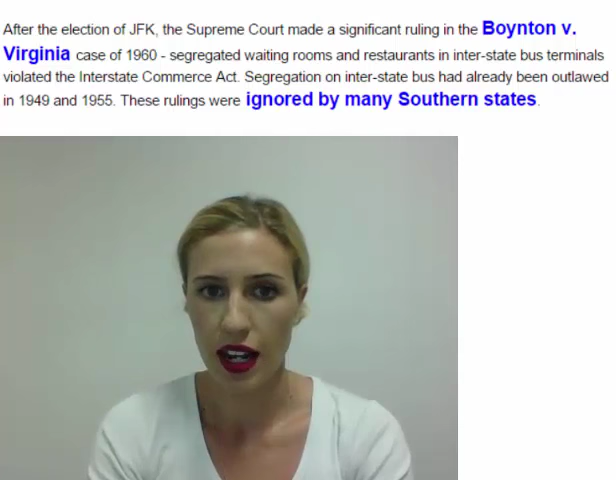 After the election of JFK, the Supreme Court made a significant ruling in the Boynton v.
Virginia case of 1960 - segregated waiting rooms and restaurants in inter-state bus terminals
violated the Interstate Commerce Act. Segregation on inter-state bus had already been outlawed
in 1949 and 1955. These rulings were ignored by many Southern states.